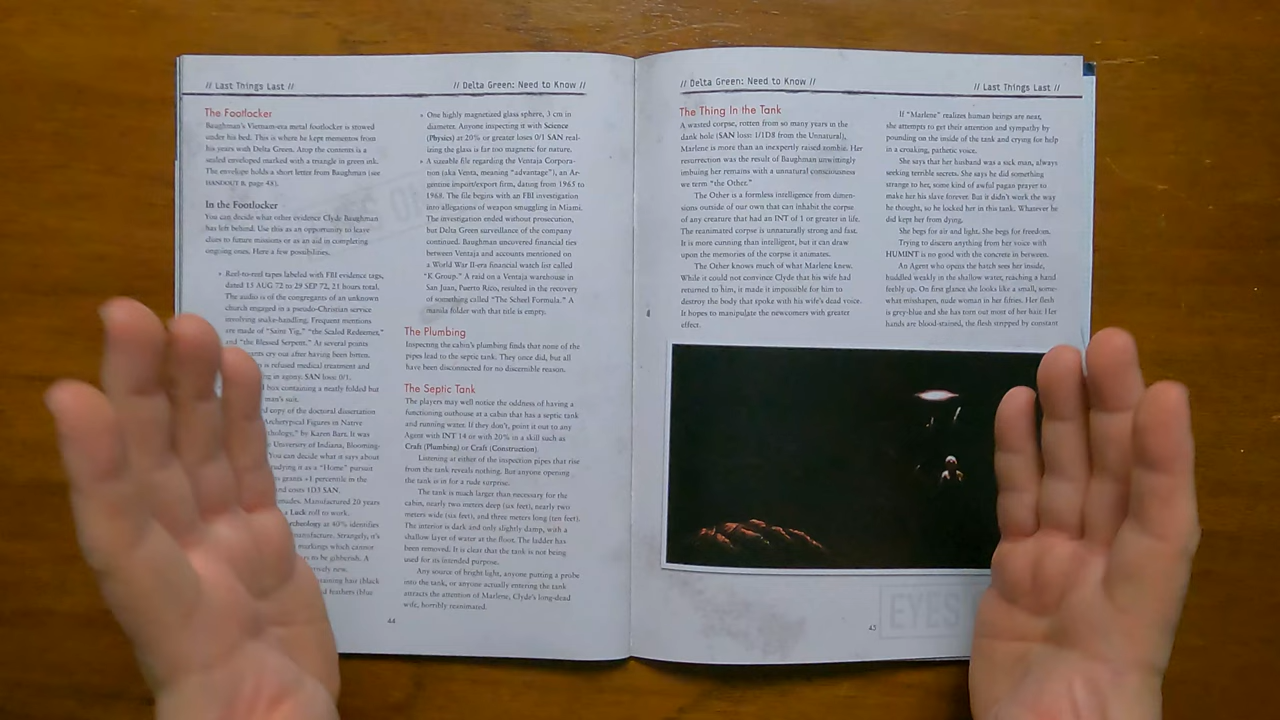 // Last Things Last //
// Delta Green: Need to Know //
The Footlocker
Baughman's Vietnam-era metal footlocker is stowed
under his bed. This is where he kept mementos from
his years with Delta Green. Atop the contents is a
sealed enveloped marked with a triangle in green ink.
The envelope holds a short letter from Baughman (see
HANDOUT B, page 48).
In the Footlocker
You can decide what other evidence Clyde Baughman
has left behind. Use this as an opportunity to leave
clues to future missions or as an aid in completing
ongoing ones. Here a few possibilities.
» Reel-to-reel tapes labeled with FBI evidence tags,
dated 15 AUG 72 to 29 SEP 72, 21 hours total.
The audio is of the congregants of an unknown
church engaged in a pseudo-Christian service
involving snake-handling. Frequent mentions
are made of "Saint Yig," "the Scaled Redeemer,"
and "the Blessed Serpent." At several points
cry out after having been bitten.
is refused medical treatment and
in agony. SAN loss: 0/1.
box containing a neatly folded but
man's suit.
copy of the doctoral dissertation
Archetypical Figures in Native
by Karen Barr. It was
University of Indiana, Blooming-
You can decide what it says about
as a "Home" pursuit
grants +1 percentile in the
and costs 1D3 SAN.
Manufactured 20 years
a Luck roll to work.
at 40% identifies
Strangely, it's
markings which cannot
to be gibberish. A
new.
hair (black
feathers (blue
» One highly magnetized glass sphere, 3 cm in
diameter. Anyone inspecting it with Science
(Physics) at 20% or greater loses 0/1 SAN real-
izing the glass is far too magnetic for nature.
» A sizeable file regarding the Ventaja Corpora-
tion (aka Venta, meaning "advantage"), an Ar-
gentine import/export firm, dating from 1965 to
1968. The file begins with an FBI investigation
into allegations of weapon smuggling in Miami.
The investigation ended without prosecution,
but Delta Green surveillance of the company
continued. Baughman uncovered financial ties
between Ventaja and accounts mentioned on
a World War II-era financial watch list called
"K Group." A raid on a Ventaja warehouse in
San Juan, Puerto Rico, resulted in the recovery
of something called "The Scheel Formula." A
manila folder with that title is empty.
The Plumbing
Inspecting the cabin's plumbing finds that none of the
pipes lead to the septic tank. They once did, but all
have been disconnected for no discernible reason.
The Septic Tank
The players may well notice the oddness of having a
functioning outhouse at a cabin that has a septic tank
and running water. If they don't, point it out to any
Agent with INT 14 or with 20% in a skill such as
Craft (Plumbing) or Craft (Construction).
Listening at either of the inspection pipes that rise
from the tank reveals nothing. But anyone opening
the tank is in for a rude surprise.
The tank is much larger than necessary for the
cabin, nearly two meters deep (six feet), nearly two
meters wide (six feet), and three meters long (ten feet).
The interior is dark and only slightly damp, with a
shallow layer of water at the floor. The ladder has
been removed. It is clear that the tank is not being
used for its intended purpose.
Any source of bright light, anyone putting a probe
into the tank, or anyone actually entering the tank
attracts the attention of Marlene, Clyde's long-dead
wife, horribly reanimated.
44
// Delta Green: Need to Know //
// Last Things Last //
The Thing In the Tank
A wasted corpse, rotten from so many years in the
dank hole (SAN loss: 1/1D8 from the Unnatural),
Marlene is more than an inexpertly raised zombie. Her
resurrection was the result of Baughman unwittingly
imbuing her remains with a unnatural consciousness
we term "the Other."
The Other is a formless intelligence from dimen-
sions outside of our own that can inhabit the corpse
of any creature that had an INT of 1 or greater in life.
The reanimated corpse is unnaturally strong and fast.
It is more cunning than intelligent, but it can draw
upon the memories of the corpse it animates.
The Other knows much of what Marlene knew.
While it could not convince Clyde that his wife had
returned to him, it made it impossible for him to
destroy the body that spoke with his wife's dead voice.
It hopes to manipulate the newcomers with greater
effect.
If "Marlene" realizes human beings are near,
she attempts to get their attention and sympathy by
pounding on the inside of the tank and crying for help
in a croaking, pathetic voice.
She says that her husband was a sick man, always
seeking terrible secrets. She says he did something
strange to her, some kind of awful pagan prayer to
make her his slave forever. But it didn't work the way
he thought, so he locked her in this tank. Whatever he
did kept her from dying.
She begs for air and light. She begs for freedom.
Trying to discern anything from her voice with
HUMINT is no good with the concrete in between.
An Agent who opens the hatch sees her inside,
huddled weakly in the shallow water, reaching a hand
feebly up. On first glance she looks like a small, some-
what misshapen, nude woman in her fifties. Her flesh
is grey-blue and she has torn out most of her hair. Her
hands are blood-stained, the flesh stripped by constant
EYES
45